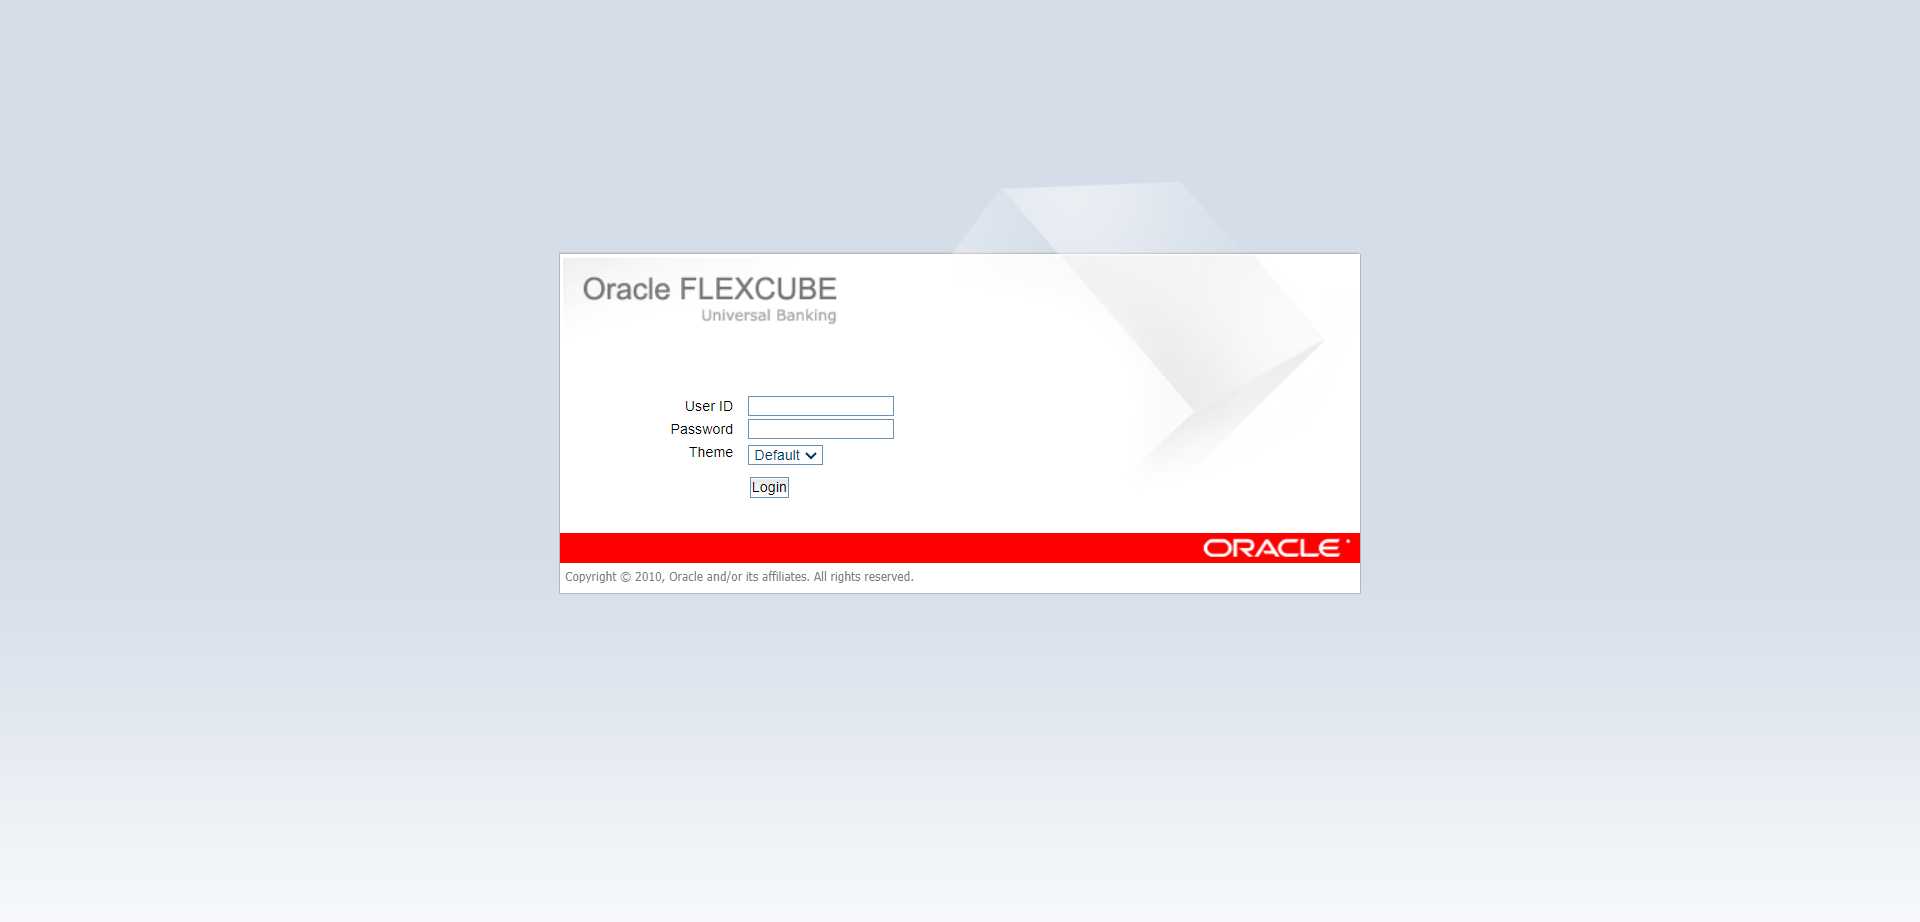 Oracle FLEXCUBE
Universal Banking
User ID
Password
Theme
Default
Login
ORACLE
Copyright © 2010, Oracle and/or its affiliates. All rights reserved.